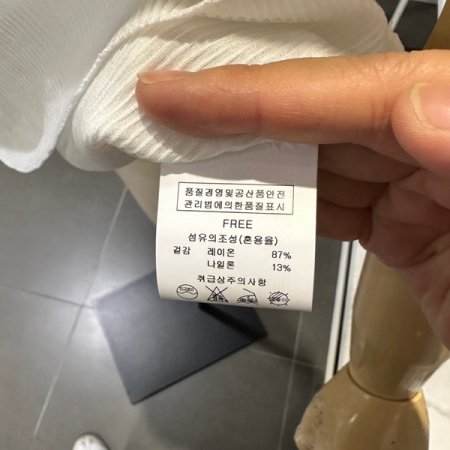 품질경영및공산품안전
관리법에의한품질표시
FREE
섬유의조성(혼용율)
겉감 레이온 87%
나일론 13%
취급상주의사항